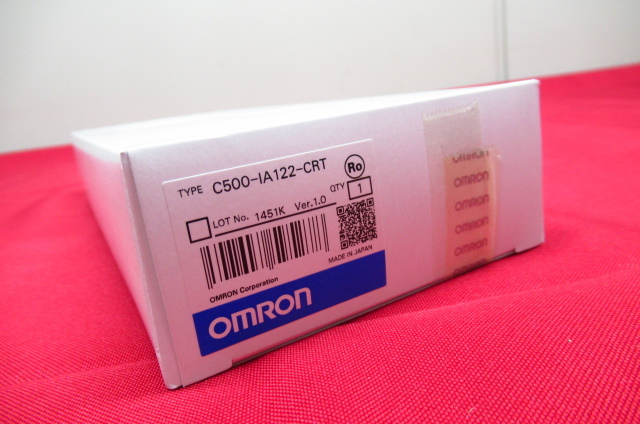 TYPE C500-IA122-CRT
Ro
LOT No. 1451K Ver.1.0
QTY 1
MADE IN JAPAN
OMRON Corporation
OMRON
OMRON
OMRON
OMRON
OMRON
OMRON